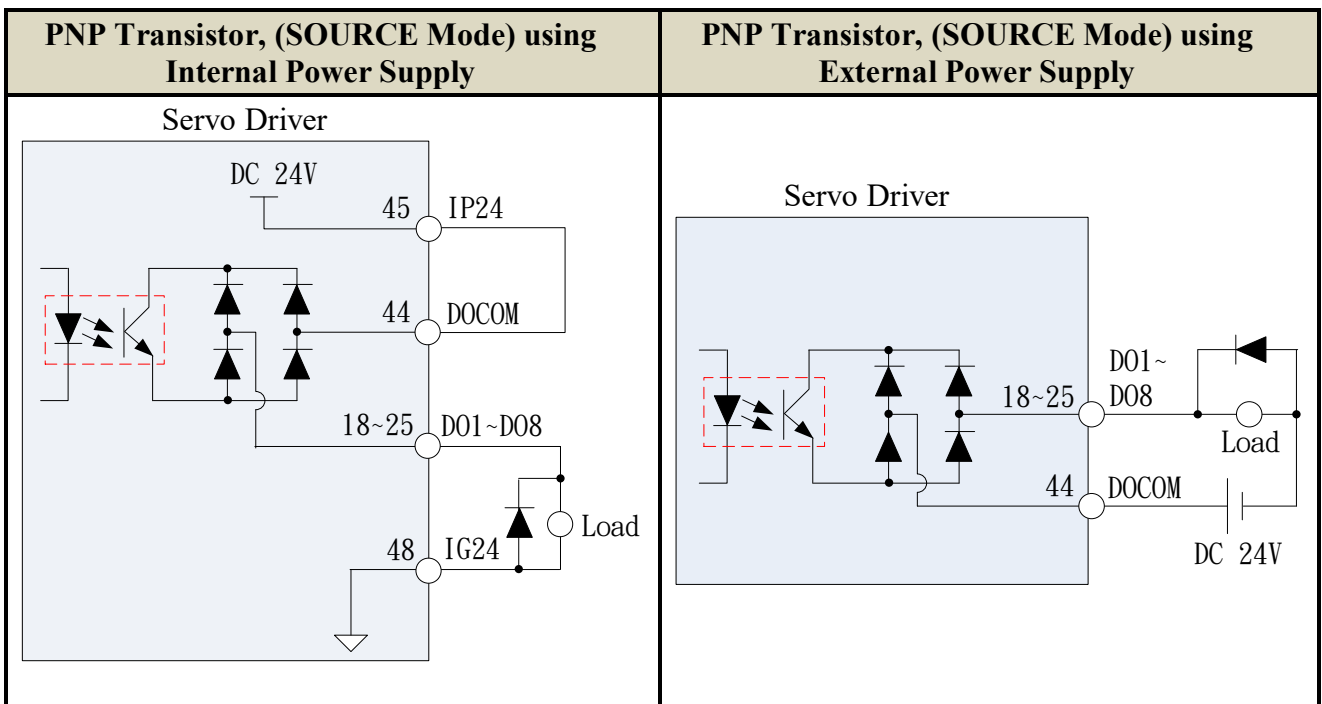 PNP Transistor, (SOURCE Mode) using
Internal Power Supply
PNP Transistor, (SOURCE Mode) using
External Power Supply
Servo Driver
DC 24V
45
IP24
44
DOCOM
18~25
DO1~DO8
Load
48
IG24
Servo Driver
DO1~
18~25
DO8
Load
44
DOCOM
DC 24V